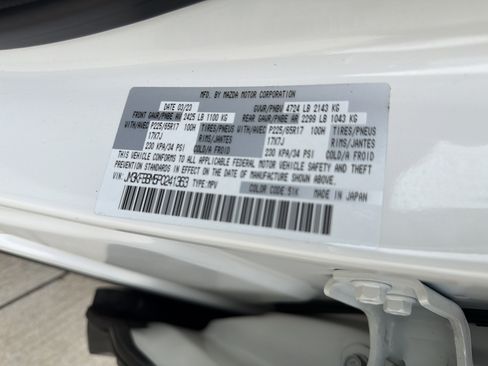 MFD. BY MAZDA MOTOR CORPORATION
DATE 03/23 GVWR/PNBV 4724 LB 2143 KG
FRONT GAWR/PNBE AV 2425 LB 1100 KG REAR GAWR/PNBE AR 2299 LB 1043 KG
WITH/AVEC P225/65R17 100H TIRES/PNEUS WITH/AVEC P225/65R17 100H TIRES/PNEUS
17X7J RIMS/JANTES 17X7J RIMS/JANTES
230 KPA/34 PSI COLD/A FROID 230 KPA/34 PSI COLD/A FROID
THIS VEHICLE CONFORMS TO ALL APPLICABLE FEDERAL MOTOR VEHICLE SAFETY
AND THEFT PREVENTION STANDARDS IN EFFECT ON THE DATE OF MANUFACTURE SHOWN ABOVE.
VIN: TYPE: MPV COLOR CODE: 51K MADE IN JAPAN